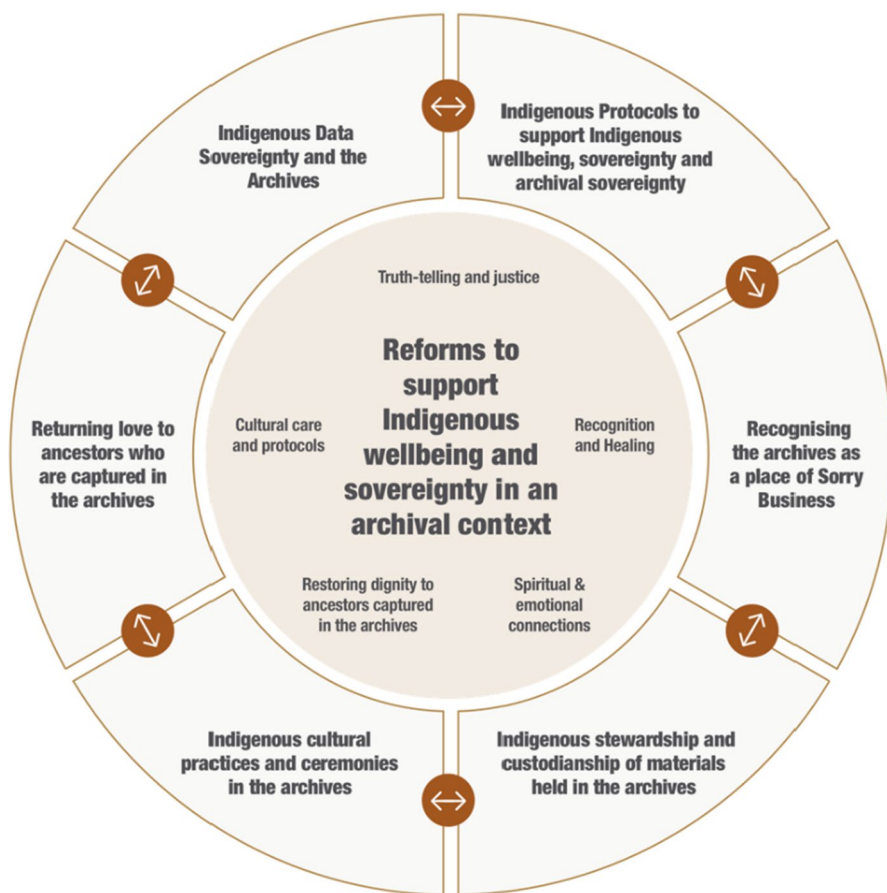 Indigenous Data
Sovereignty and the
Archives
Indigenous Protocols to
support Indigenous
wellbeing, sovereignty and
archival sovereignty
Truth-telling and justice
Reforms to
support
Indigenous
wellbeing and
sovereignty in an
archival context
Cultural care
and protocols
Recognition
and Healing
Restoring dignity to
ancestors captured
in the archives
Spiritual &
emotional
connections
Returning love to
ancestors who
are captured in
the archives
Recognising
the archives as
a place of Sorry
Business
Indigenous cultural
practices and ceremonies
in the archives
Indigenous stewardship and
custodianship of materials
held in the archives